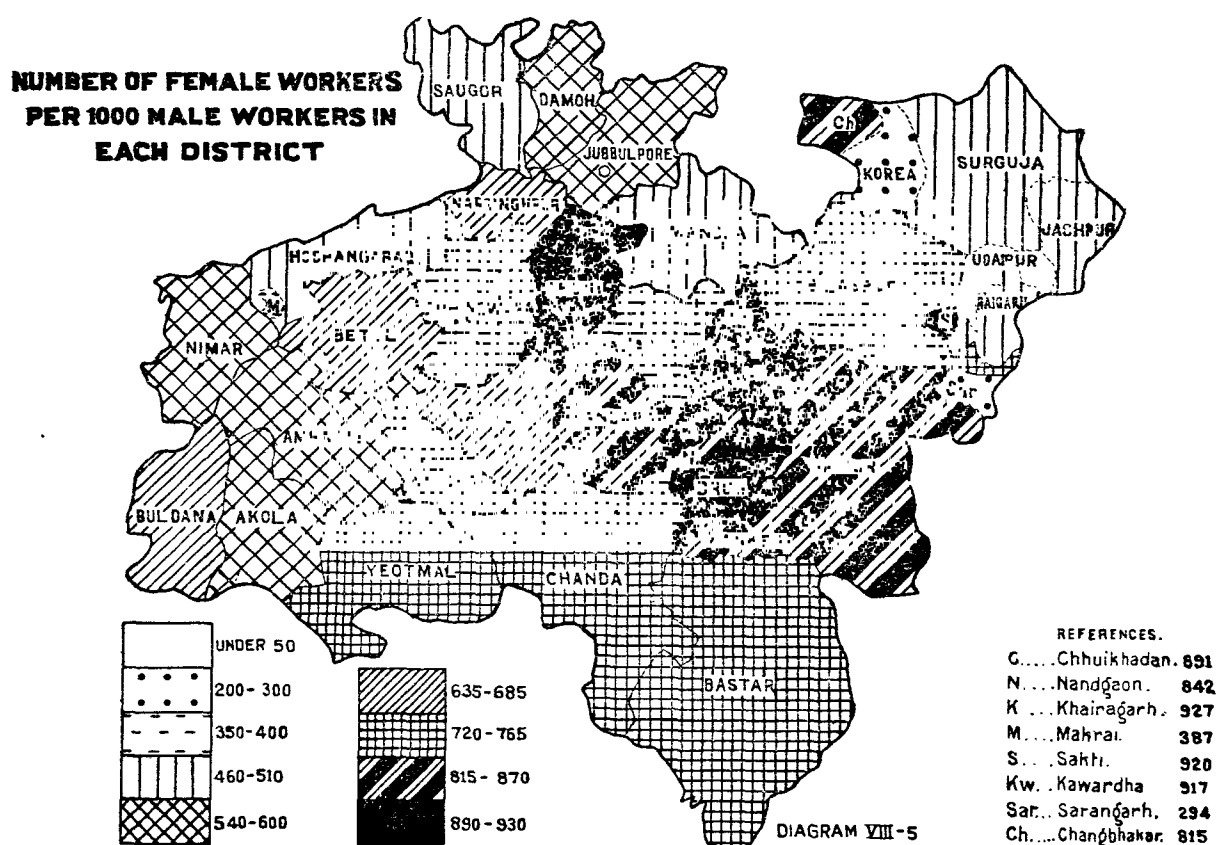 NUMBER OF FEMALE WORKERS
PER 1000 MALE WORKERS IN
EACH DISTRICT
SAUGOR
DAMOH
JUBBULPORE
Ch
KOREA
SURGUJA
JASHPUR
UDAIPUR
RAIGARH
HOSHANGABAD
M
NIMAR
BULDANA
AKOLA
YEOTMAL
CHANDA
BASTAR
UNDER 50
200-300
350-400
460-510
540-600
635-685
720-765
815-870
890-930
REFERENCES.
C.....Chhuikhadan. 891
N....Nandgaon. 842
K...Khairagarh. 927
M....Makrai. 387
S...Sakti. 920
Kw..Kawardha 917
Sar...Sarangarh. 294
Ch....Changbhakar. 815
DIAGRAM VIII-5